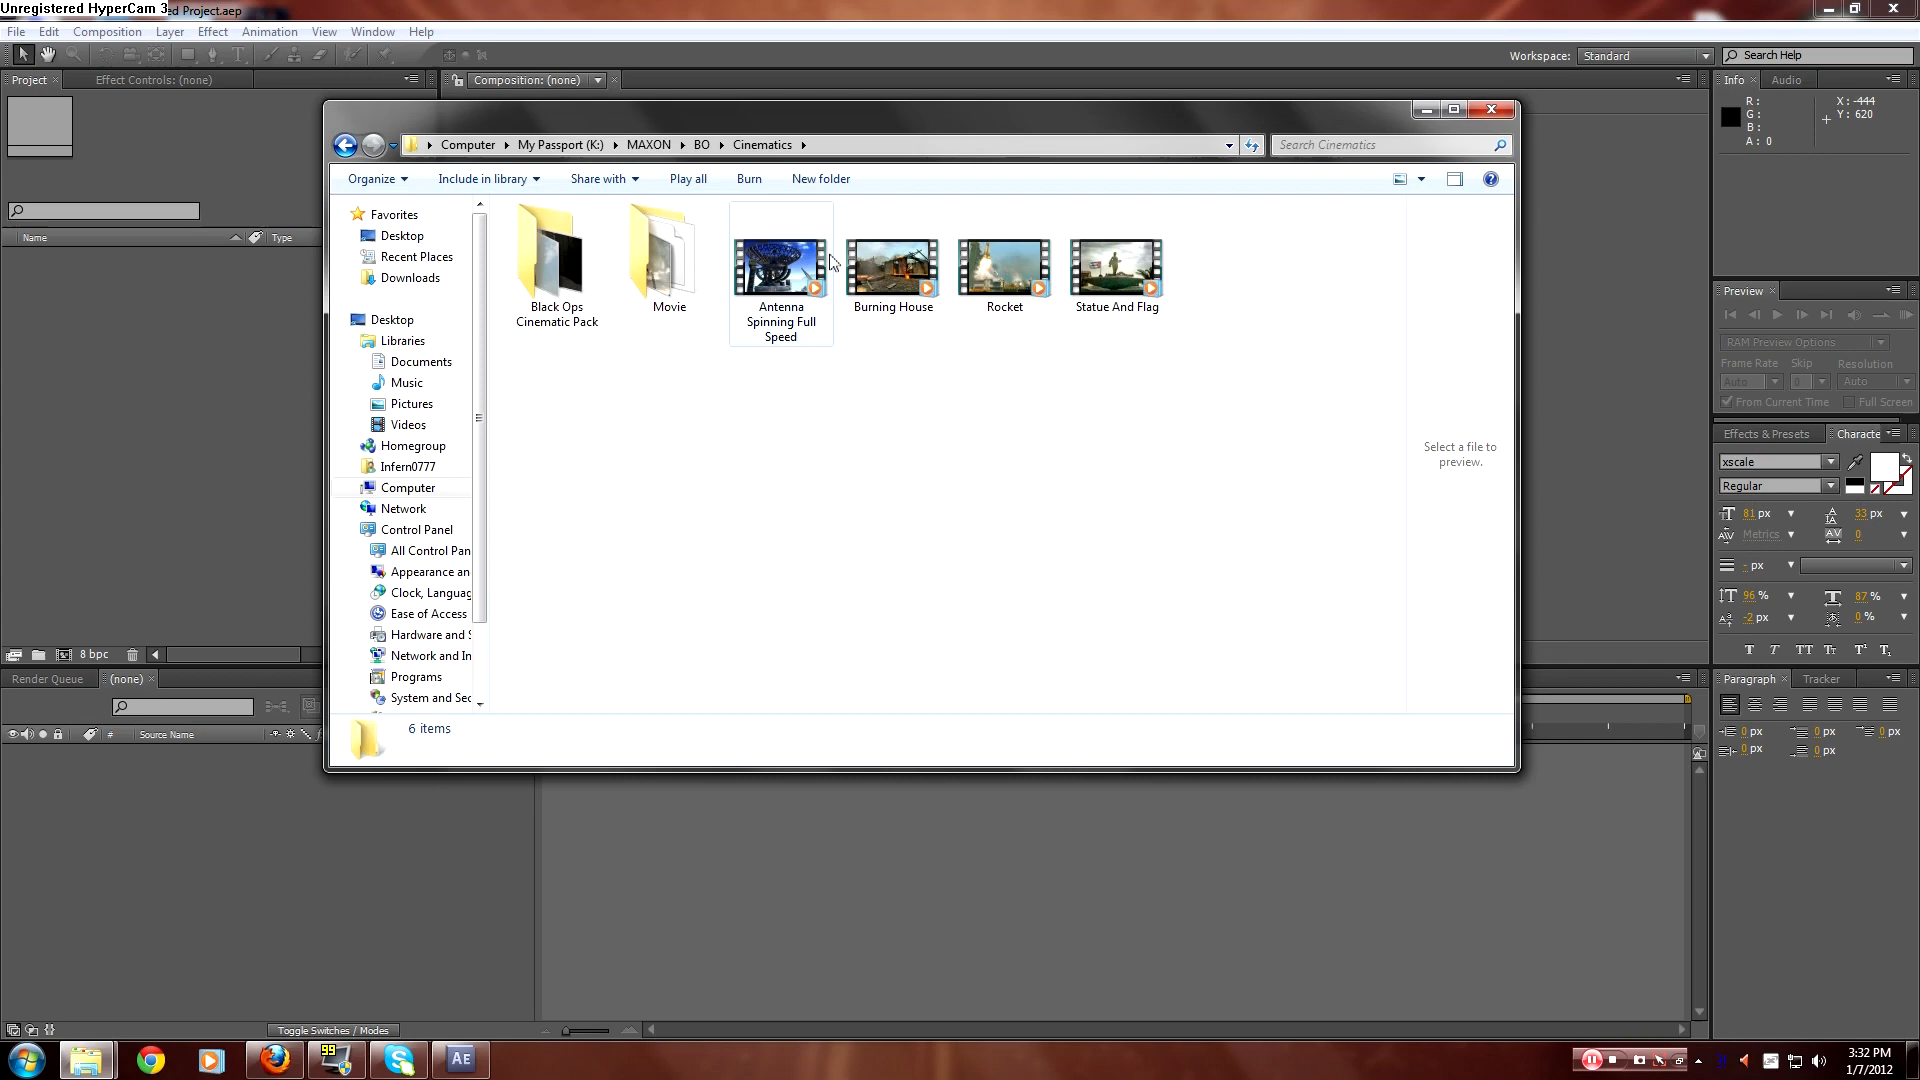 Unregistered HyperCam 3
ed Project.aep
File Edit Composition Layer Effect Animation View Window Help
Workspace: Standard Search Help
Project Effect Controls: (none) Composition: (none) Info Audio
R: X: -444
G: Y: 620
B:
A: 0
Computer My Passport (K:) MAXON BO Cinematics Search Cinematics
Organize Include in library Share with Play all Burn New folder
Name Type
Favorites
Desktop
Recent Places
Downloads
Desktop
Libraries
Documents
Music
Pictures
Videos
Homegroup
Infern0777
Computer
Network
Control Panel
All Control Pan
Appearance an
Clock, Languag
Ease of Access
Hardware and S
Network and In
Programs
System and Sec
Black Ops
Cinematic Pack
Movie
Antenna
Spinning Full
Speed
Burning House
Rocket
Statue And Flag
Select a file to
preview.
6 items
Preview
RAM Preview Options
Frame Rate Skip Resolution
Auto 0 Auto
From Current Time Full Screen
Effects & Presets Characte
xscale
Regular
81 px 33 px
Metrics 0
- px
96 % 87 %
-2 px 0 %
T T TT Tt T¹ T₁
8 bpc
Render Queue (none)
# Source Name
Paragraph Tracker
0 px 0 px 0 px
0 px 0 px
Toggle Switches / Modes
99
AE
3:32 PM
1/7/2012